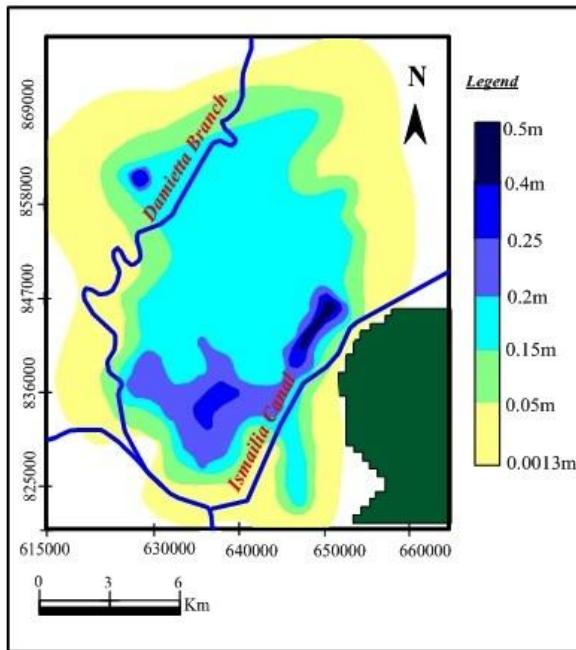 N
Legend
0.5m
0.4m
0.25
0.2m
0.15m
0.05m
0.0013m
869000
858000
847000
836000
825000
Damietta Branch
Ismailia Canal
615000 630000 640000 650000 660000
0 3 6
Km